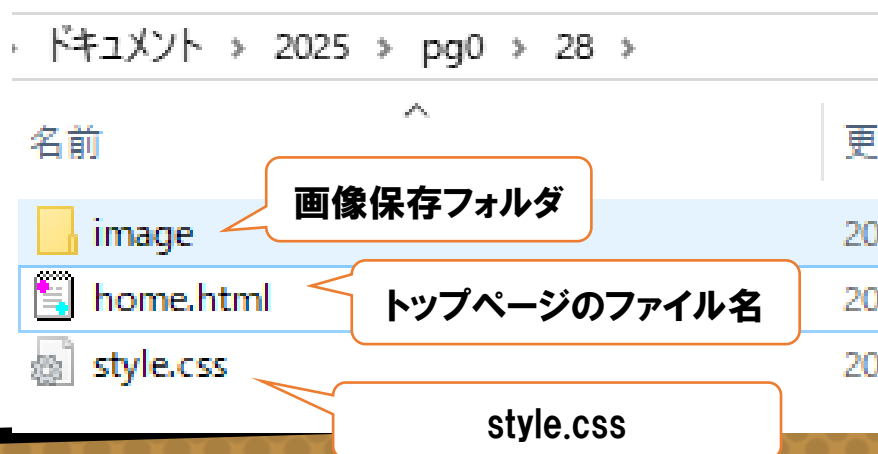 ドキュメント › 2025 › pg0 › 28 ›
名前 更
画像保存フォルダ
image 20
home.html 20
トップページのファイル名
style.css 20
style.css